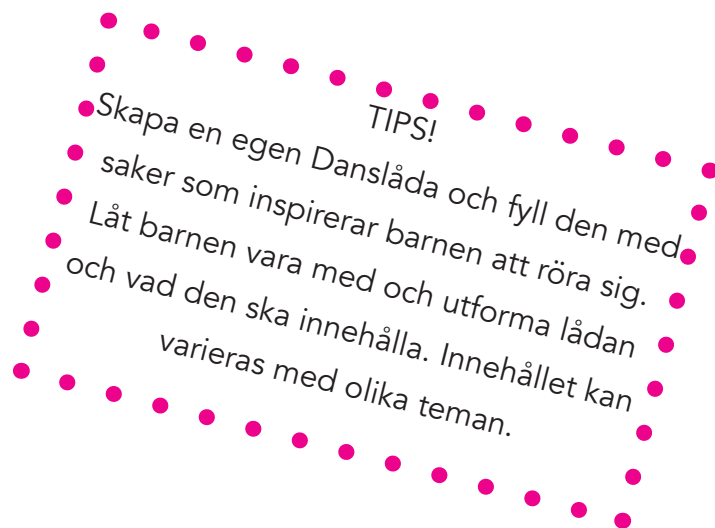 TIPS!
Skapa en egen Danslåda och fyll den med
saker som inspirerar barnen att röra sig.
Låt barnen vara med och utforma lådan
och vad den ska innehålla. Innehållet kan
varieras med olika teman.